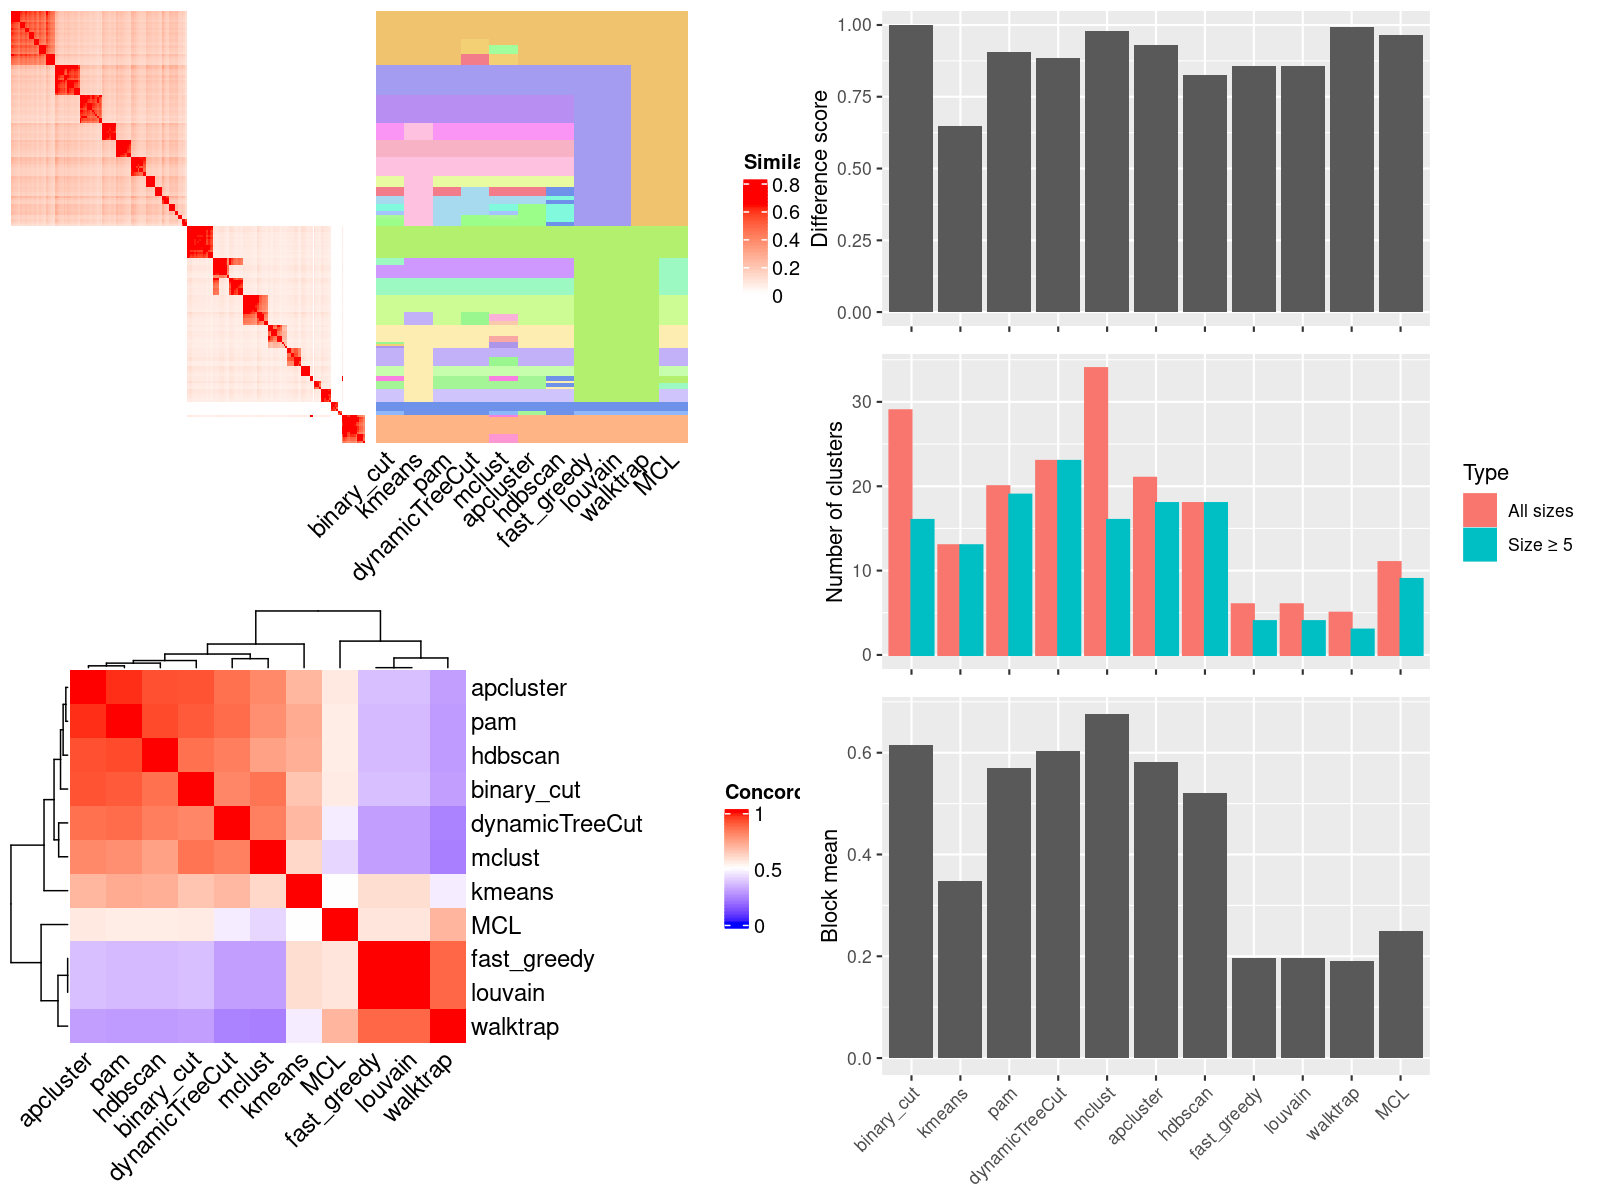 Simila
0.8
0.6
0.4
0.2
0
binary_cut
kmeans
pam
dynamicTreeCut
mclust
apcluster
hdbscan
fast_greedy
louvain
walktrap
MCL
Difference score
1.00
0.75
0.50
0.25
0.00
Number of clusters
30
20
10
0
Type
All sizes
Size ≥ 5
Block mean
0.6
0.4
0.2
0.0
binary_cut
kmeans
pam
dynamicTreeCut
mclust
apcluster
hdbscan
fast_greedy
louvain
walktrap
MCL
apcluster
pam
hdbscan
binary_cut
dynamicTreeCut
mclust
kmeans
MCL
fast_greedy
louvain
walktrap
apcluster
pam
hdbscan
binary_cut
dynamicTreeCut
mclust
kmeans
MCL
fast_greedy
louvain
walktrap
Concord
1
0.5
0